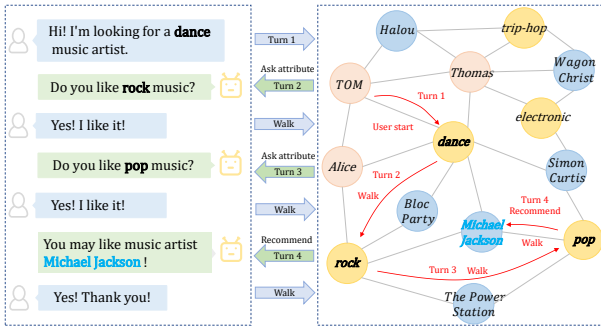 Hi! I'm looking for a dance
music artist.
Do you like rock music?
Yes! I like it!
Do you like pop music?
Yes! I like it!
You may like music artist
Michael Jackson !
Yes! Thank you!
Turn 1
Ask attribute
Turn 2
Walk
Ask attribute
Turn 3
Walk
Recommend
Turn 4
Walk
Halou
trip-hop
TOM
Thomas
Wagon
Christ
Turn 1
User start
electronic
dance
Alice
Simon
Curtis
Turn 2
Walk
Bloc
Party
Turn 4
Recommend
Michael
Jackson
Walk
pop
rock
Turn 3 Walk
The Power
Station